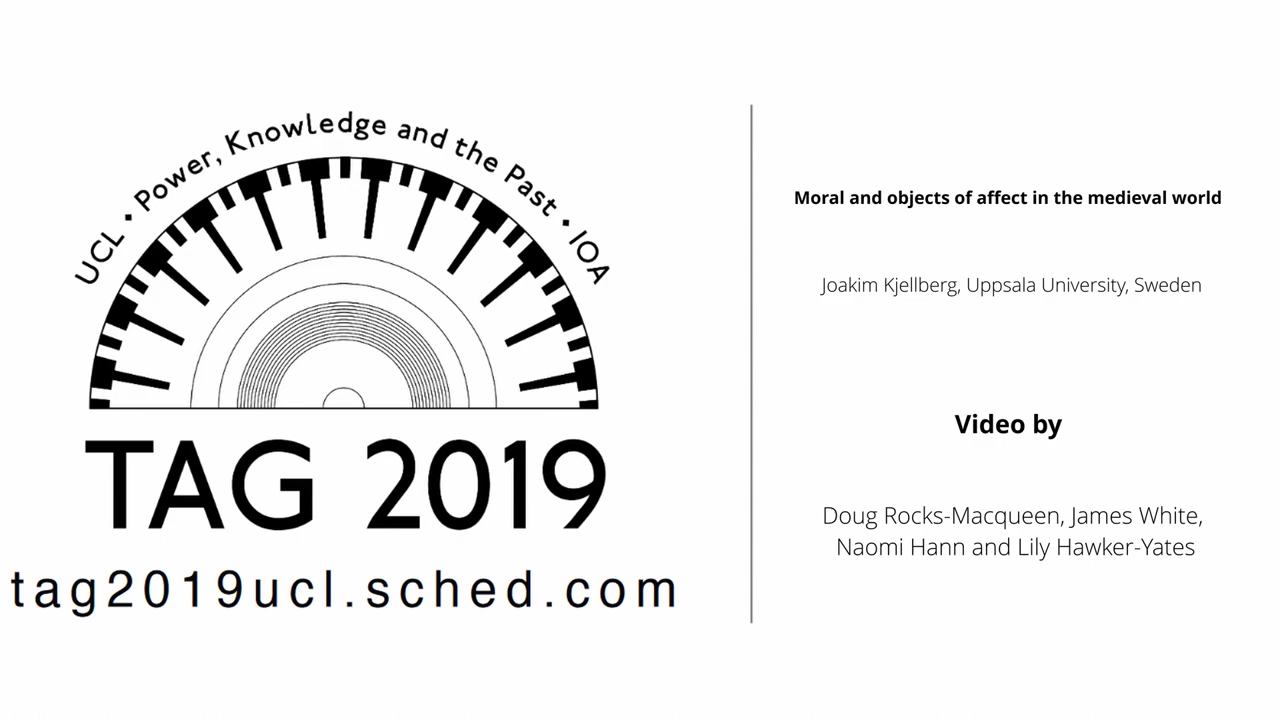 UCL • Power, Knowledge and the Past • IOA
TAG 2019
tag2019ucl.sched.com
Moral and objects of affect in the medieval world
Joakim Kjellberg, Uppsala University, Sweden
Video by
Doug Rocks-Macqueen, James White,
Naomi Hann and Lily Hawker-Yates